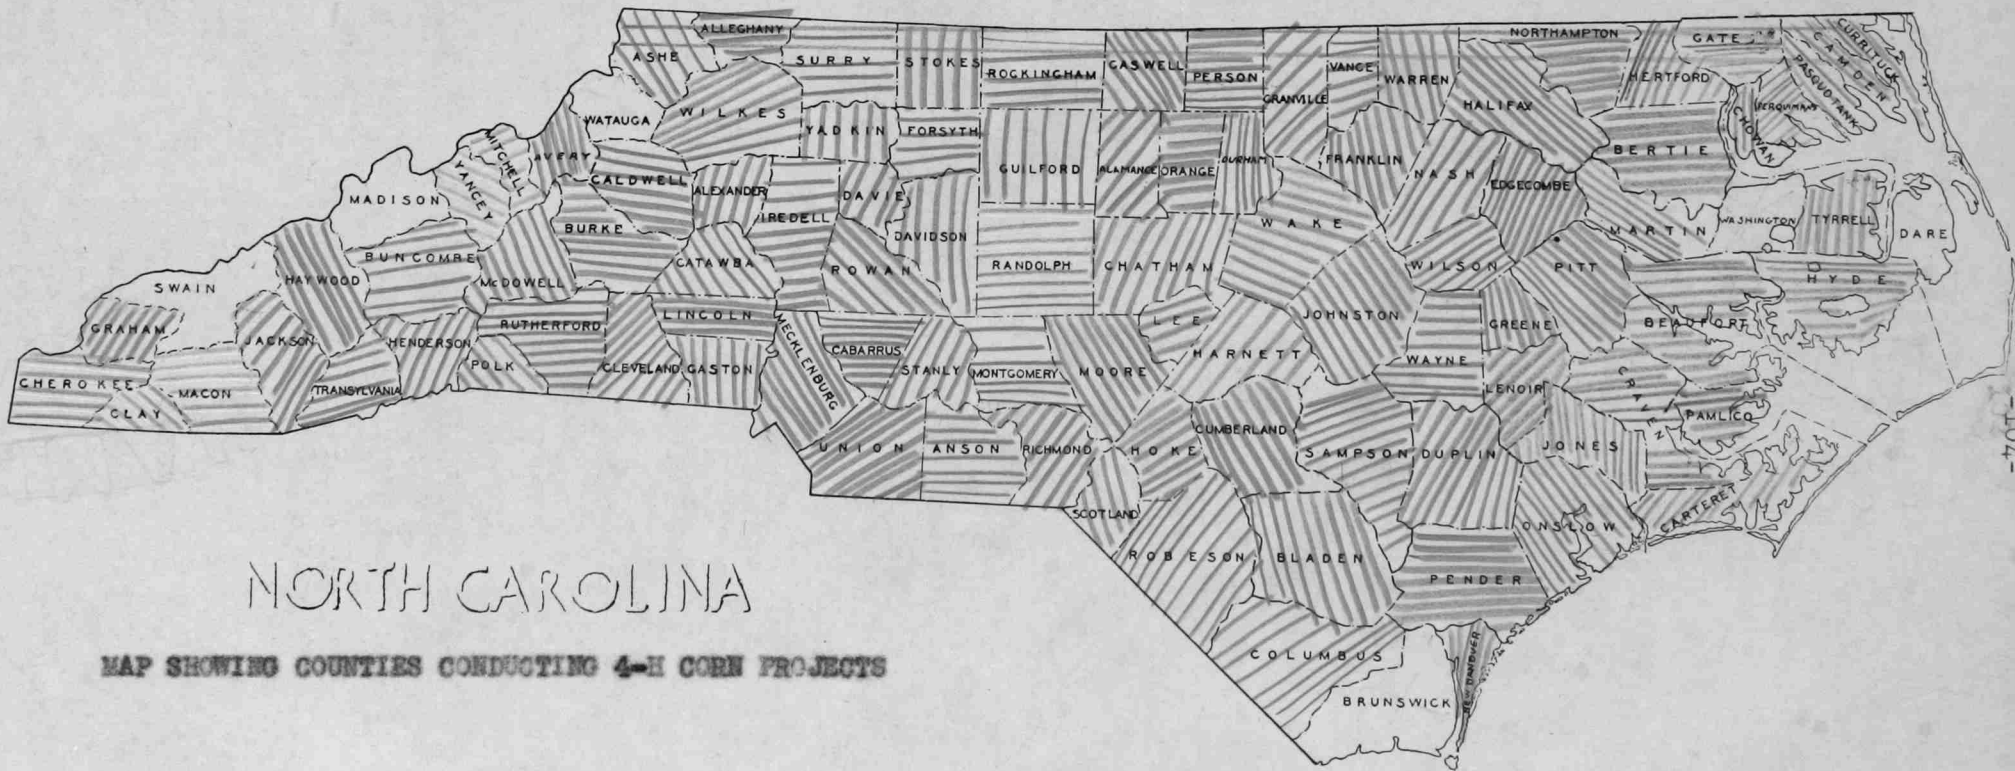 ALLEGHANY
ASHE
SURRY
STOKES
ROCKINGHAM
CASWELL
PERSON
GRANVILLE
VANCE
WARREN
NORTHAMPTON
GATES
CURRITUCK
CAMDEN
PASQUOTANK
HERTFORD
HALIFAX
PERQUIMANS
CHOWAN
WATAUGA
WILKES
YADKIN
FORSYTH
GUILFORD
ALAMANCE
ORANGE
DURHAM
FRANKLIN
NASH
EDGECOMBE
BERTIE
MITCHELL
AVERY
YANCEY
MADISON
CALDWELL
ALEXANDER
IREDELL
DAVIE
DAVIDSON
RANDOLPH
CHATHAM
WAKE
WILSON
PITT
MARTIN
WASHINGTON
TYRRELL
DARE
SWAIN
HAYWOOD
BUNCOMBE
McDOWELL
BURKE
CATAWBA
ROWAN
LEE
JOHNSTON
GREENE
BEAUFORT
HYDE
GRAHAM
JACKSON
HENDERSON
RUTHERFORD
LINCOLN
MECKLENBURG
CABARRUS
STANLY
MONTGOMERY
MOORE
HARNETT
WAYNE
LENOIR
CRAVEN
PAMLICO
CHEROKEE
CLAY
MACON
TRANSYLVANIA
POLK
CLEVELAND
GASTON
UNION
ANSON
RICHMOND
HOKE
CUMBERLAND
SAMPSON
DUPLIN
JONES
SCOTLAND
ROBESON
BLADEN
ONSLOW
CARTERET
PENDER
COLUMBUS
BRUNSWICK
NEW HANOVER
-104-
NORTH CAROLINA
MAP SHOWING COUNTIES CONDUCTING 4-H CORN PROJECTS